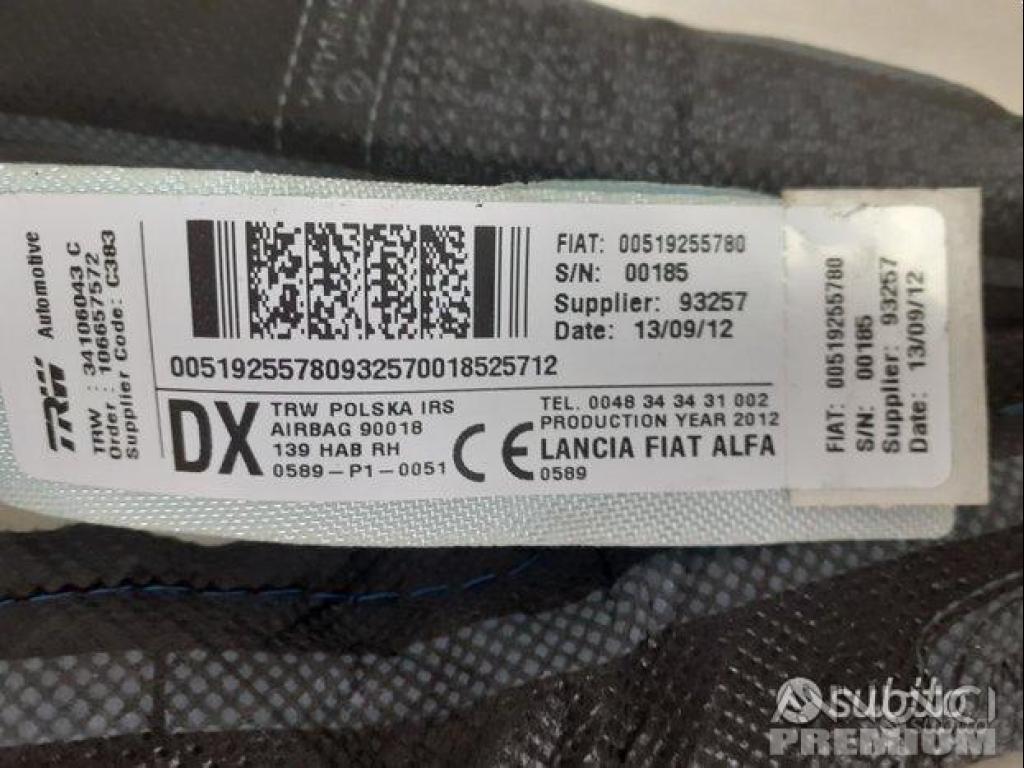 TRW Automotive
TRW : 34106043 C
Order : 106657572
Supplier Code: C383
FIAT: 00519255780
S/N: 00185
Supplier: 93257
Date: 13/09/12
00519255780932570018525712
DX
TRW POLSKA IRS
AIRBAG 90018
139 HAB RH
0589-P1-0051
CE
TEL. 0048 34 34 31 002
PRODUCTION YEAR 2012
LANCIA FIAT ALFA
0589
FIAT: 00519255780
S/N: 00185
Supplier: 93257
Date: 13/09/12
subito
PREMIUM